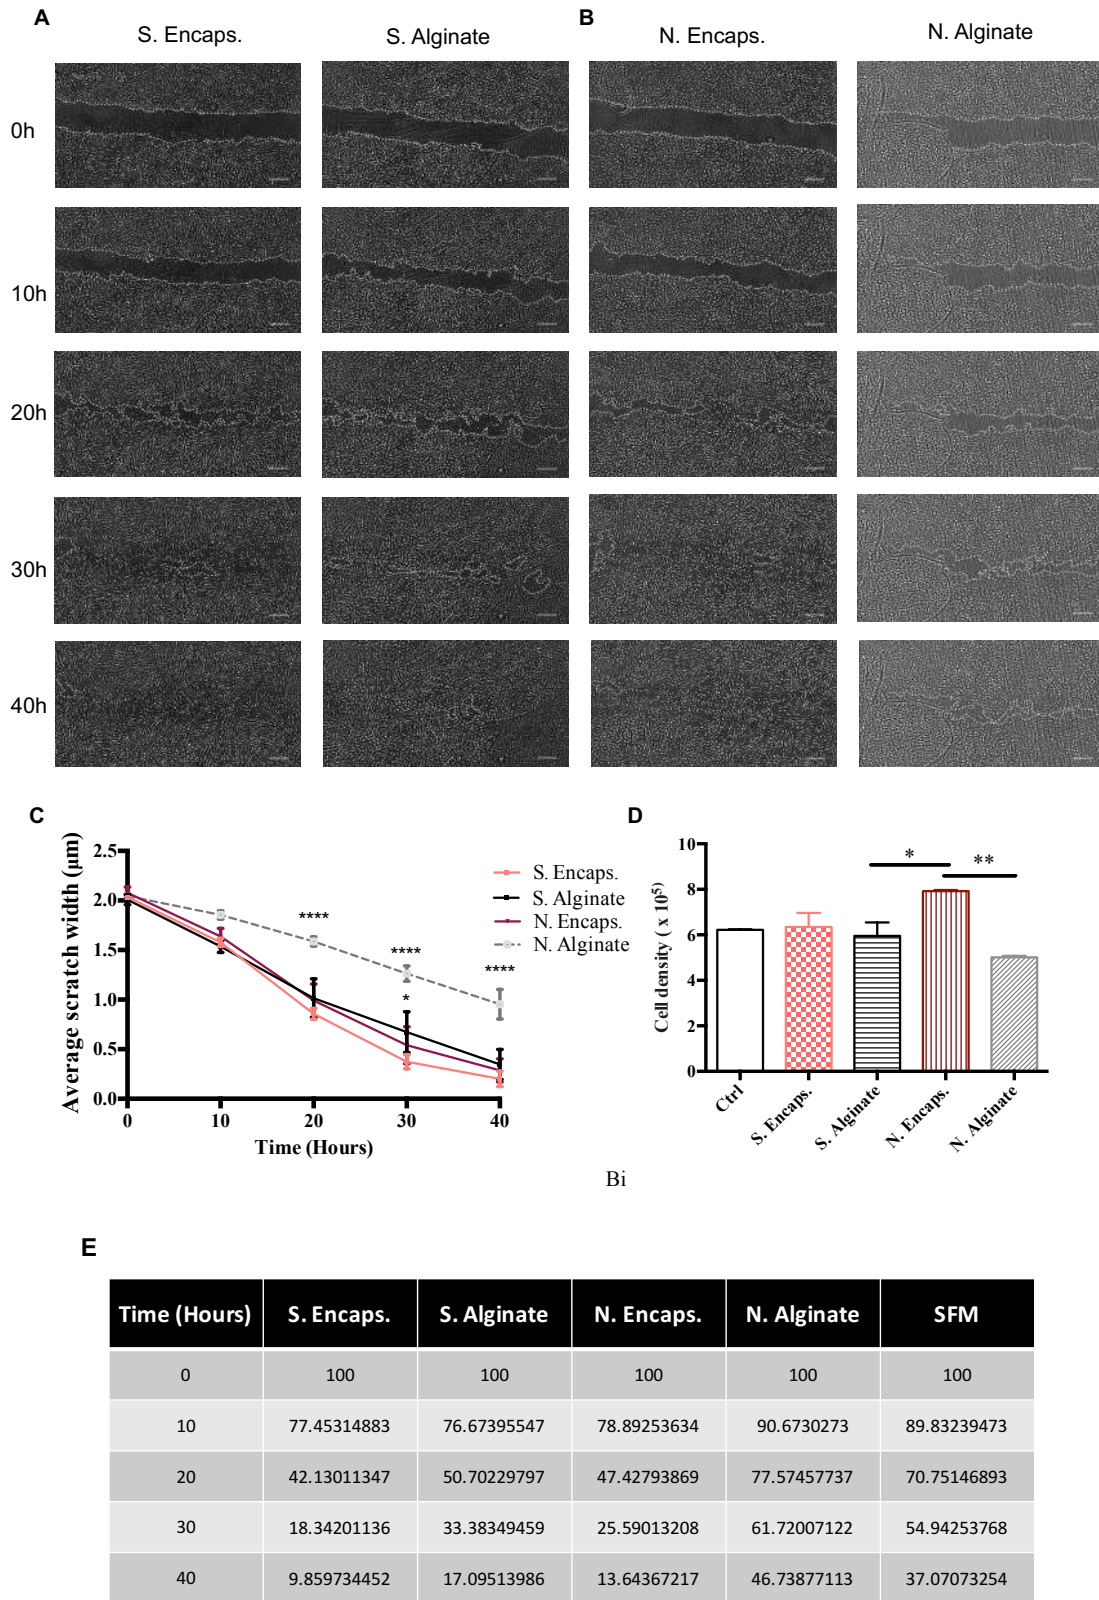 A
S. Encaps.
S. Alginate
B
N. Encaps.
N. Alginate
0h
10h
20h
30h
40h
C
Average scratch width (μm)
2.5
2.0
1.5
1.0
0.5
0.0
0 10 20 30 40
Time (Hours)
S. Encaps.
S. Alginate
N. Encaps.
N. Alginate
****
****
*
****
D
Cell density ( x 10⁵)
10
8
6
4
2
0
* **
Ctrl
S. Encaps.
S. Alginate
N. Encaps.
N. Alginate
Bi
E
Time (Hours) S. Encaps. S. Alginate N. Encaps. N. Alginate SFM
0 100 100 100 100 100
10 77.45314883 76.67395547 78.89253634 90.6730273 89.83239473
20 42.13011347 50.70229797 47.42793869 77.57457737 70.75146893
30 18.34201136 33.38349459 25.59013208 61.72007122 54.94253768
40 9.859734452 17.09513986 13.64367217 46.73877113 37.07073254